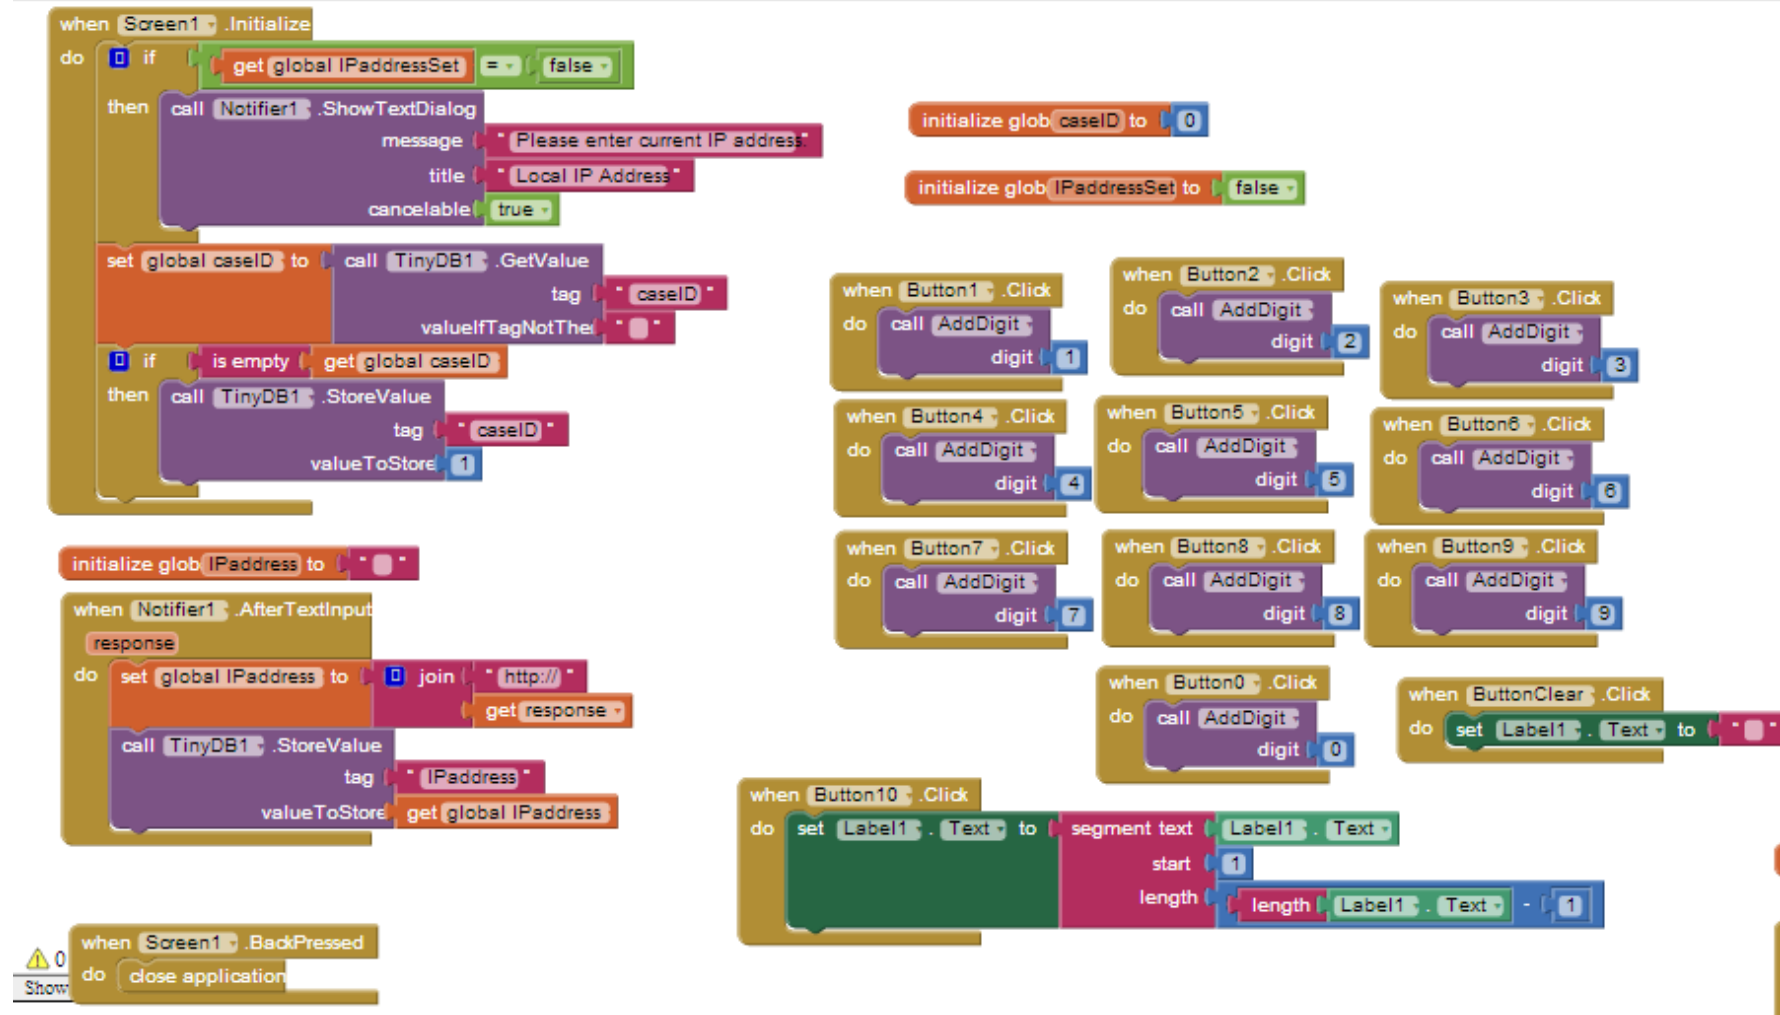 when Screen1 .Initialize
do if get global IPaddressSet = false
then call Notifier1 .ShowTextDialog
message " Please enter current IP address. "
title " Local IP Address "
cancelable true
set global caseID to call TinyDB1 .GetValue
tag " caseID "
valueIfTagNotThe " "
if is empty get global caseID
then call TinyDB1 .StoreValue
tag " caseID "
valueToStore 1
initialize glob IPaddress to " "
when Notifier1 .AfterTextInput
response
do set global IPaddress to join " http:// "
get response
call TinyDB1 .StoreValue
tag " IPaddress "
valueToStore get global IPaddress
when Screen1 .BackPressed
do close application
0
Show
initialize glob caseID to 0
initialize glob IPaddressSet to false
when Button1 .Click
do call AddDigit
digit 1
when Button2 .Click
do call AddDigit
digit 2
when Button3 .Click
do call AddDigit
digit 3
when Button4 .Click
do call AddDigit
digit 4
when Button5 .Click
do call AddDigit
digit 5
when Button6 .Click
do call AddDigit
digit 6
when Button7 .Click
do call AddDigit
digit 7
when Button8 .Click
do call AddDigit
digit 8
when Button9 .Click
do call AddDigit
digit 9
when Button0 .Click
do call AddDigit
digit 0
when ButtonClear .Click
do set Label1 . Text to " "
when Button10 .Click
do set Label1 . Text to segment text Label1 . Text
start 1
length length Label1 . Text - 1